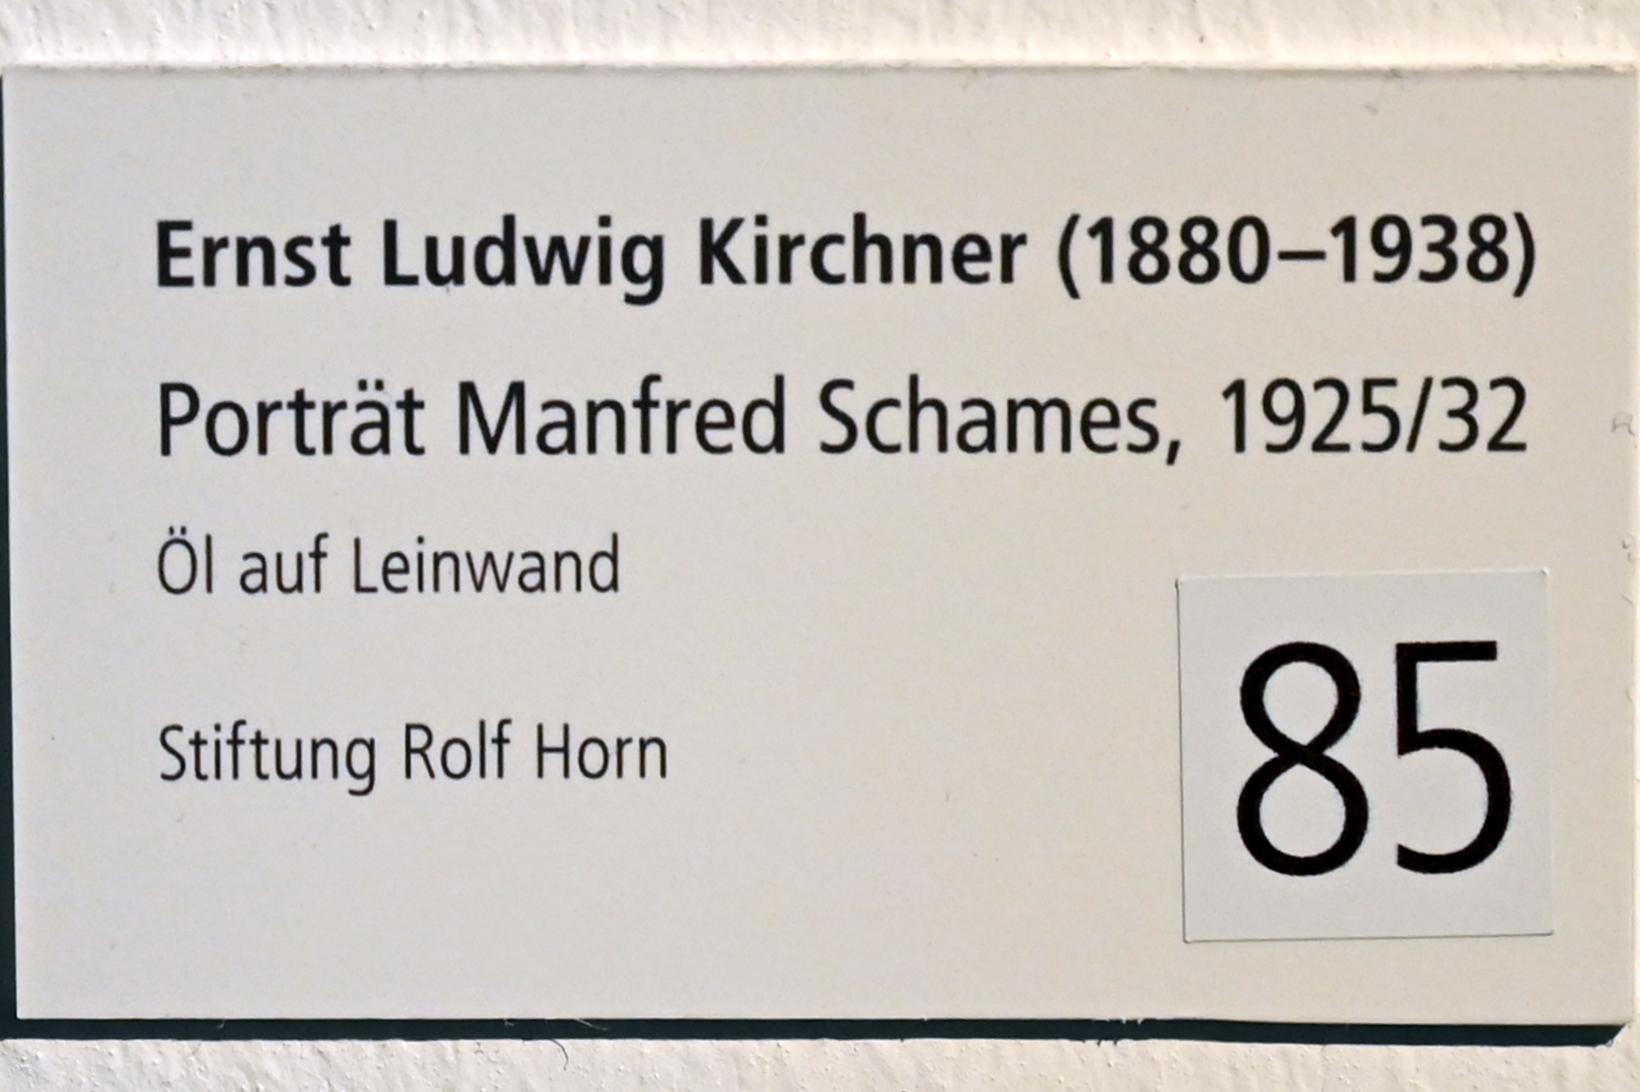 Ernst Ludwig Kirchner (1880–1938)
Porträt Manfred Schames, 1925/32
Öl auf Leinwand
Stiftung Rolf Horn
85